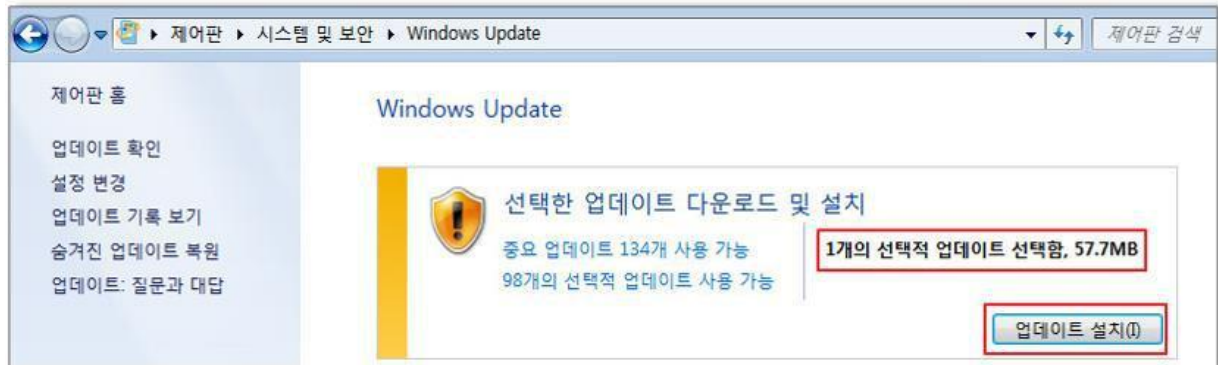 제어판 ▸ 시스템 및 보안 ▸ Windows Update
제어판 검색
제어판 홈
업데이트 확인
설정 변경
업데이트 기록 보기
숨겨진 업데이트 복원
업데이트: 질문과 대답
Windows Update
선택한 업데이트 다운로드 및 설치
중요 업데이트 134개 사용 가능
98개의 선택적 업데이트 사용 가능
1개의 선택적 업데이트 선택함, 57.7MB
업데이트 설치(I)